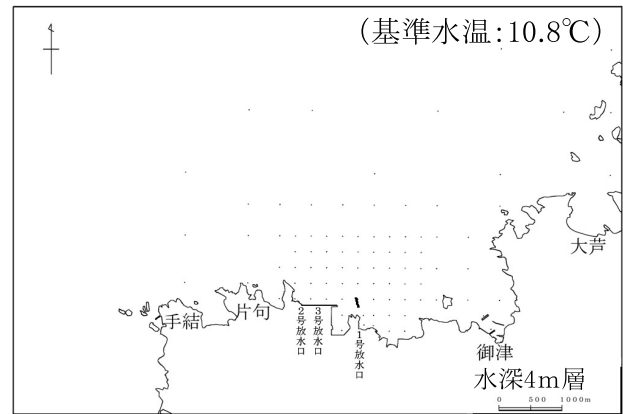 (基準水温:10.8℃)
大芦
手結
片句
2号放水口
3号放水口
1号放水口
御津
水深4m層
0 500 1000m